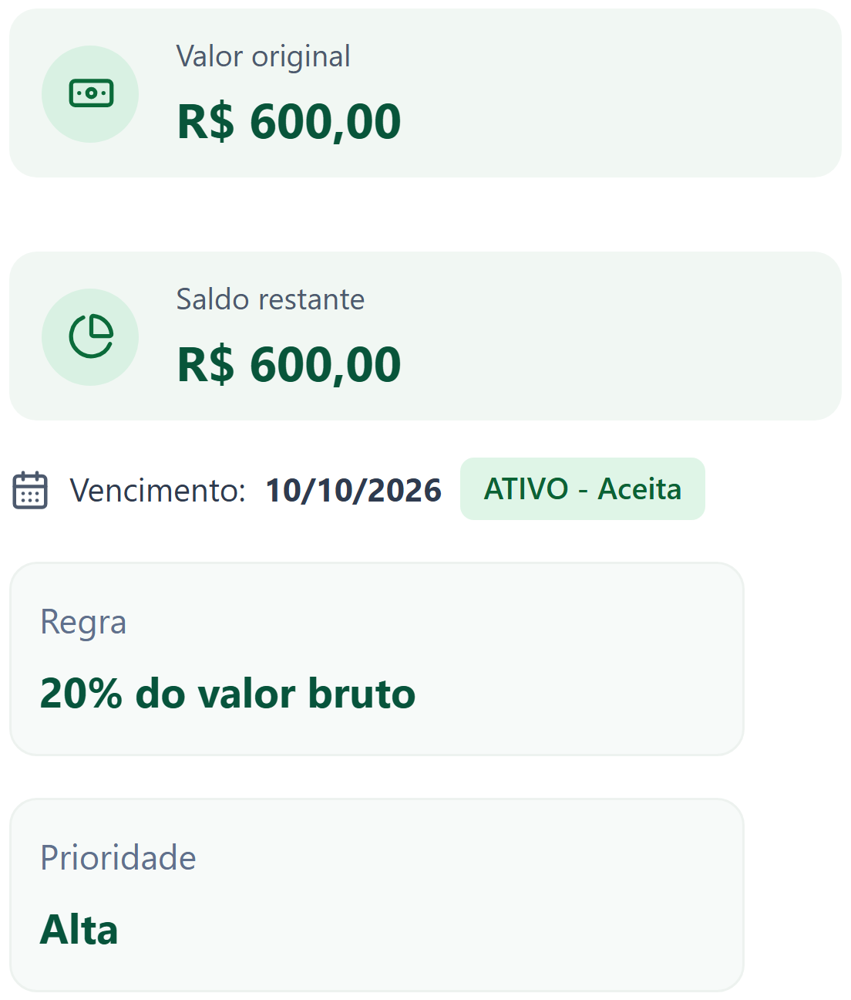 Valor original
R$ 600,00
Saldo restante
R$ 600,00
Vencimento: 10/10/2026 ATIVO - Aceita
Regra
20% do valor bruto
Prioridade
Alta